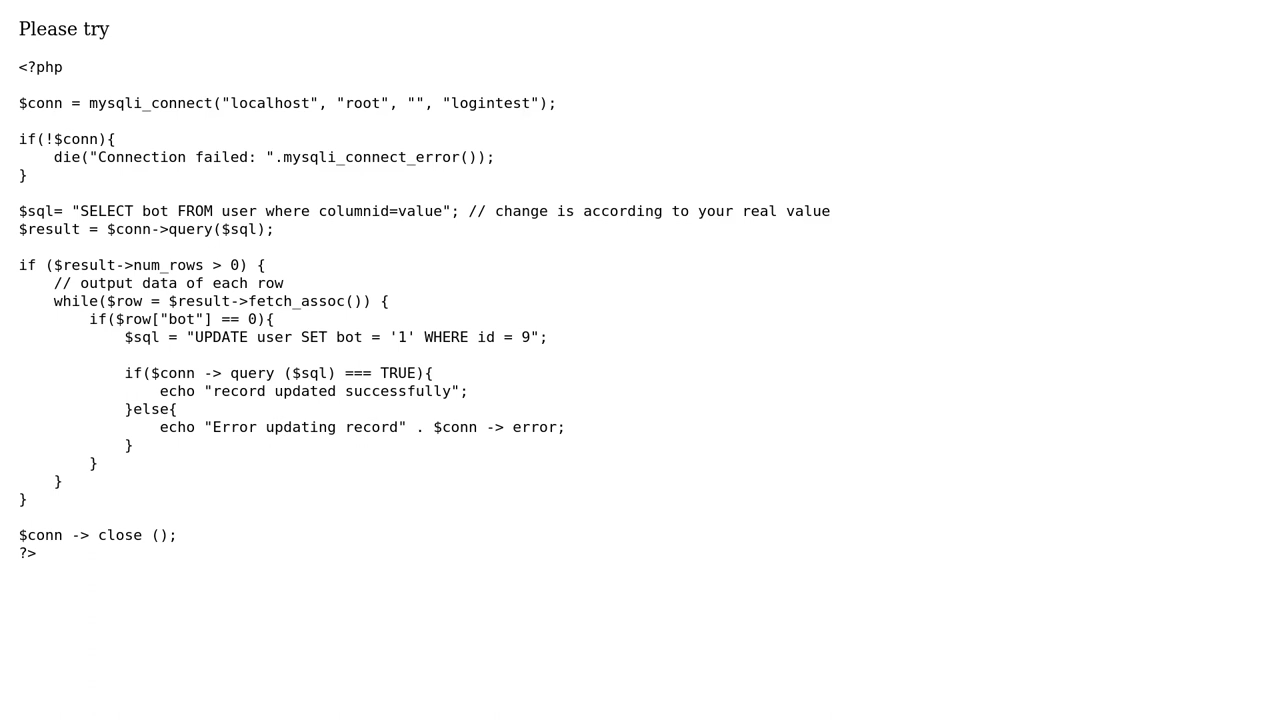 Please try
<?php
$conn = mysqli_connect("localhost", "root", "", "logintest");
if(!$conn){
    die("Connection failed: ".mysqli_connect_error());
}
$sql= "SELECT bot FROM user where columnid=value"; // change is according to your real value
$result = $conn->query($sql);
if ($result->num_rows > 0) {
    // output data of each row
    while($row = $result->fetch_assoc()) {
        if($row["bot"] == 0){
            $sql = "UPDATE user SET bot = '1' WHERE id = 9";
            if($conn -> query ($sql) === TRUE){
                echo "record updated successfully";
            }else{
                echo "Error updating record" . $conn -> error;
            }
        }
    }
}
$conn -> close ();
?>